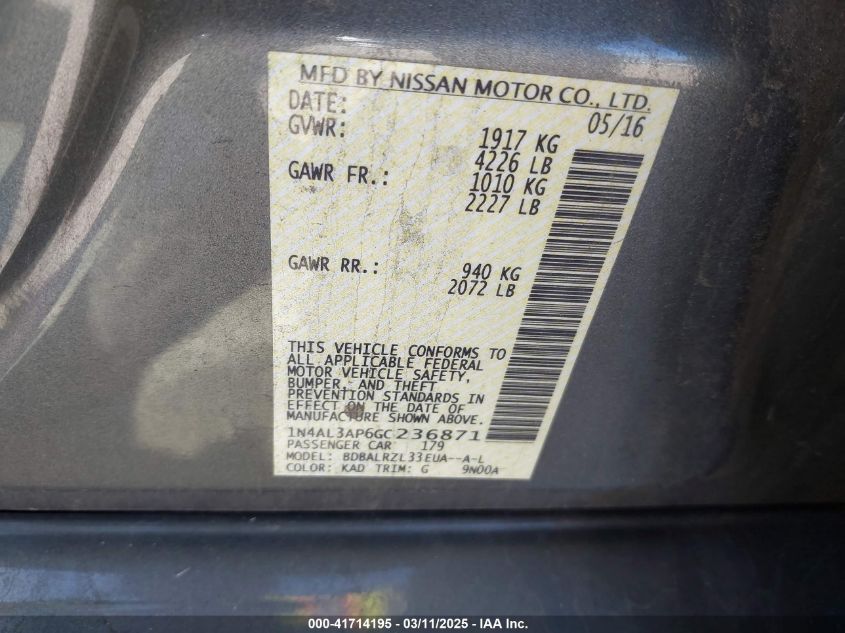 MFD BY NISSAN MOTOR CO., LTD.
DATE: 05/16
GVWR: 1917 KG
4226 LB
GAWR FR.: 1010 KG
2227 LB
GAWR RR.: 940 KG
2072 LB
THIS VEHICLE CONFORMS TO
ALL APPLICABLE FEDERAL
MOTOR VEHICLE SAFETY,
BUMPER, AND THEFT
PREVENTION STANDARDS IN
EFFECT ON THE DATE OF
MANUFACTURE SHOWN ABOVE.
1N4AL3AP6GC236871
PASSENGER CAR 179
MODEL: BDBALRZL33EUA--A-L
COLOR: KAD TRIM: G 9N00A
000-41714195 - 03/11/2025 - IAA Inc.